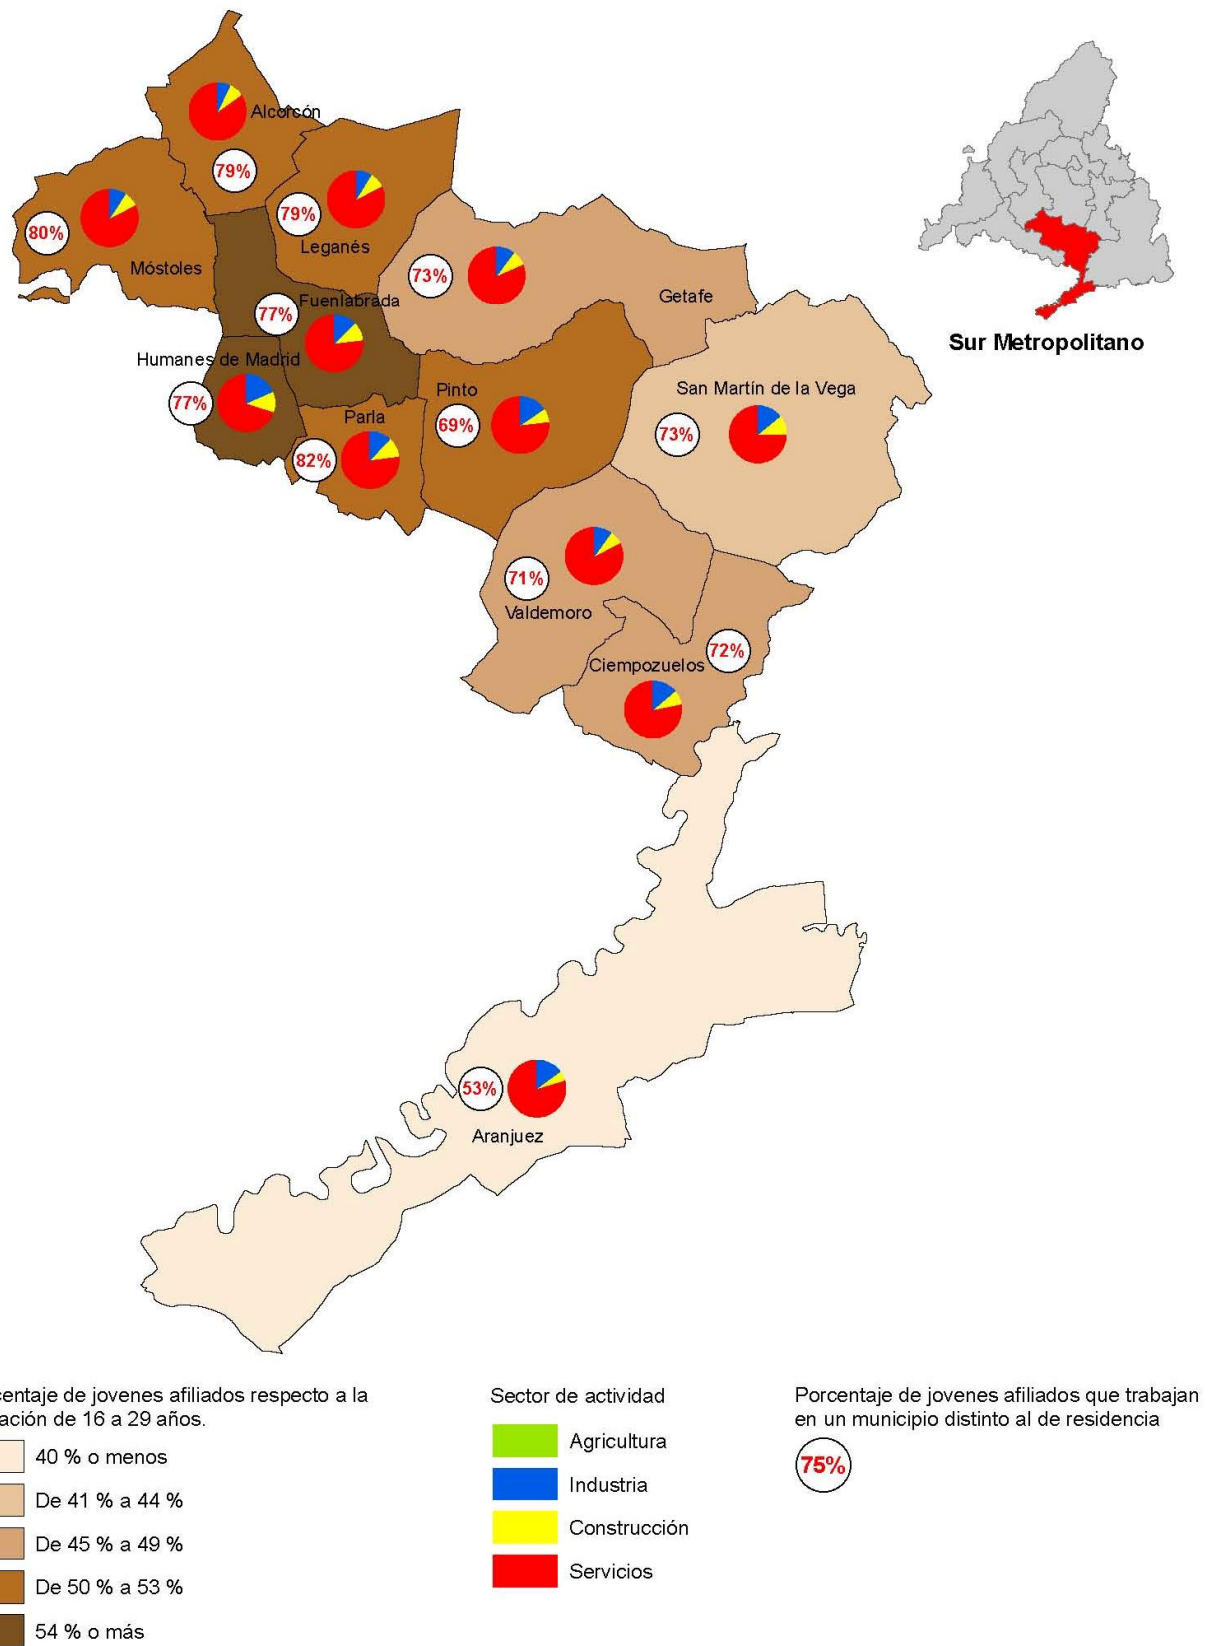 Alcorcón
79%
79%
Leganés
80%
Móstoles
73%
Getafe
Fuenlabrada
77%
Sur Metropolitano
Humanes de Madrid
77%
Pinto
69%
San Martín de la Vega
73%
Parla
82%
71%
Valdemoro
72%
Ciempozuelos
53%
Aranjuez
centaje de jovenes afiliados respecto a la
ación de 16 a 29 años.
40 % o menos
De 41 % a 44 %
De 45 % a 49 %
De 50 % a 53 %
54 % o más
Sector de actividad
Agricultura
Industria
Construcción
Servicios
Porcentaje de jovenes afiliados que trabajan
en un municipio distinto al de residencia
75%